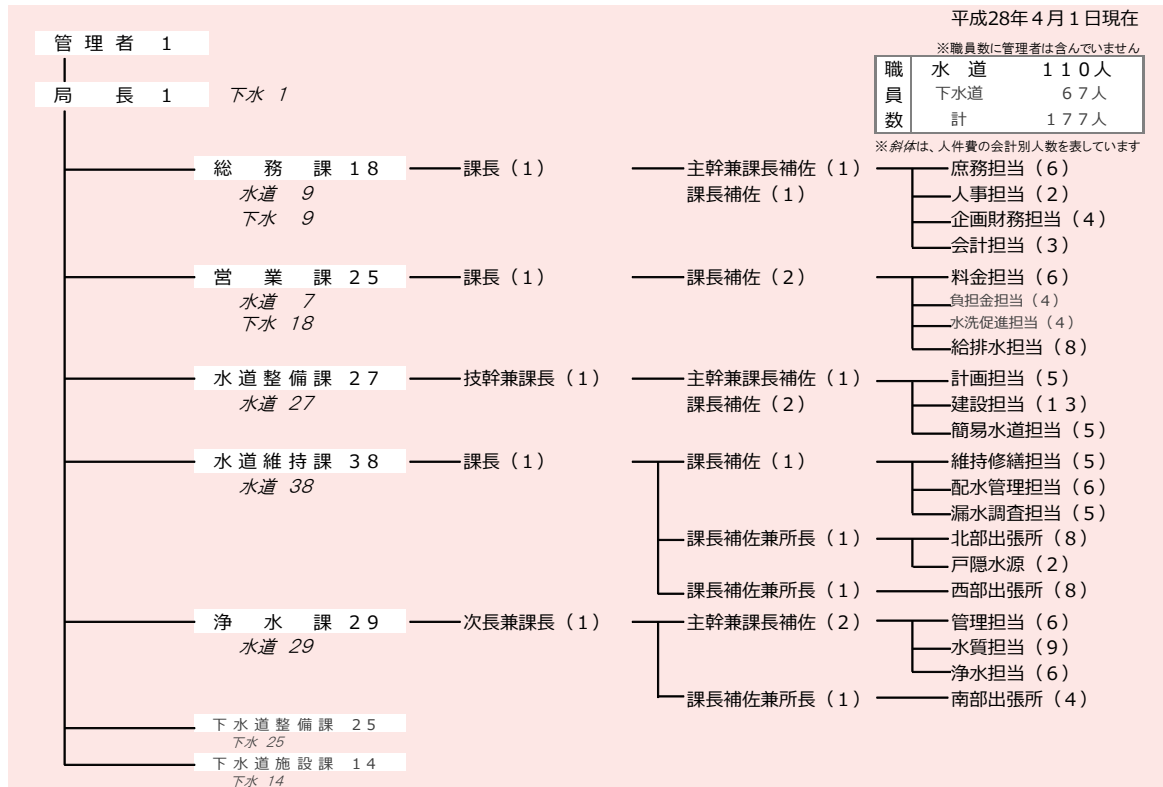 平成28年4月1日現在
管理者 1
※職員数に管理者は含んでいません
職員数
水道 110人
下水道 67人
計 177人
局長 1 下水 1
※斜体は、人件費の会計別人数を表しています
総務課 18 課長(1) 主幹兼課長補佐(1) 庶務担当(6)
水道 9 課長補佐(1) 人事担当(2)
下水 9 企画財務担当(4)
会計担当(3)
営業課 25 課長(1) 課長補佐(2) 料金担当(6)
水道 7 負担金担当(4)
下水 18 水洗促進担当(4)
給排水担当(8)
水道整備課 27 技幹兼課長(1) 主幹兼課長補佐(1) 計画担当(5)
水道 27 課長補佐(2) 建設担当(13)
簡易水道担当(5)
水道維持課 38 課長(1) 課長補佐(1) 維持修繕担当(5)
水道 38 配水管理担当(6)
漏水調査担当(5)
課長補佐兼所長(1) 北部出張所(8)
戸隠水源(2)
課長補佐兼所長(1) 西部出張所(8)
浄水課 29 次長兼課長(1) 主幹兼課長補佐(2) 管理担当(6)
水道 29 水質担当(9)
浄水担当(6)
課長補佐兼所長(1) 南部出張所(4)
下水道整備課 25
下水 25
下水道施設課 14
下水 14